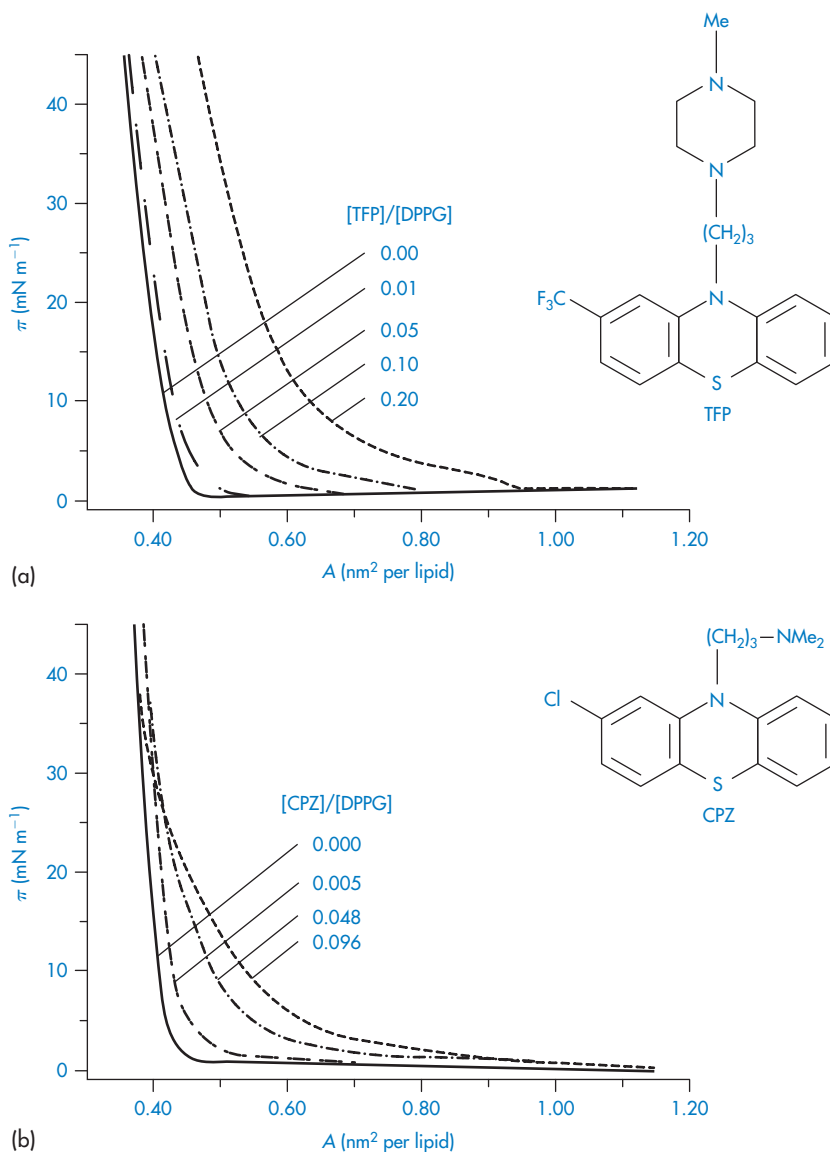 Me
N
N
(CH2)3
F3C
N
S
TFP
40
30
20
10
0
π (mN m−1)
[TFP]/[DPPG]
0.00
0.01
0.05
0.10
0.20
0.40 0.60 0.80 1.00 1.20
A (nm2 per lipid)
(a)
(CH2)3—NMe2
Cl
N
S
CPZ
40
30
20
10
0
π (mN m−1)
[CPZ]/[DPPG]
0.000
0.005
0.048
0.096
0.40 0.60 0.80 1.00 1.20
A (nm2 per lipid)
(b)